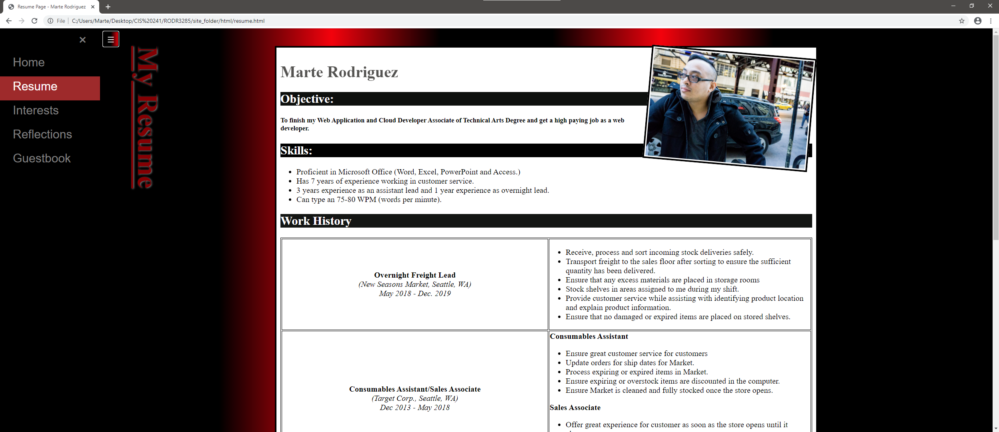 Resume Page - Marte Rodriguez
File
C:/Users/Marte/Desktop/CIS%20241/RODR3285/site_folder/html/resume.html
Home
Resume
Interests
Reflections
Guestbook
My Resume
Marte Rodriguez
Objective:
To finish my Web Application and Cloud Developer Associate of Technical Arts Degree and get a high paying job as a web
developer.
Skills:
• Proficient in Microsoft Office (Word, Excel, PowerPoint and Access.)
• Has 7 years of experience working in customer service.
• 3 years experience as an assistant lead and 1 year experience as overnight lead.
• Can type an 75-80 WPM (words per minute).
Work History
Overnight Freight Lead
(New Seasons Market, Seattle, WA)
May 2018 - Dec. 2019
• Receive, process and sort incoming stock deliveries safely.
• Transport freight to the sales floor after sorting to ensure the sufficient
quantity has been delivered.
• Ensure that any excess materials are placed in storage rooms
• Stock shelves in areas assigned to me during my shift.
• Provide customer service while assisting with identifying product location
and explain product information.
• Ensure that no damaged or expired items are placed on stored shelves.
Consumables Assistant/Sales Associate
(Target Corp., Seattle, WA)
Dec 2013 - May 2018
Consumables Assistant
• Ensure great customer service for customers
• Update orders for ship dates for Market.
• Process expiring or expired items in Market.
• Ensure expiring or overstock items are discounted in the computer.
• Ensure Market is cleaned and fully stocked once the store opens.
Sales Associate
• Offer great experience for customer as soon as the store opens until it